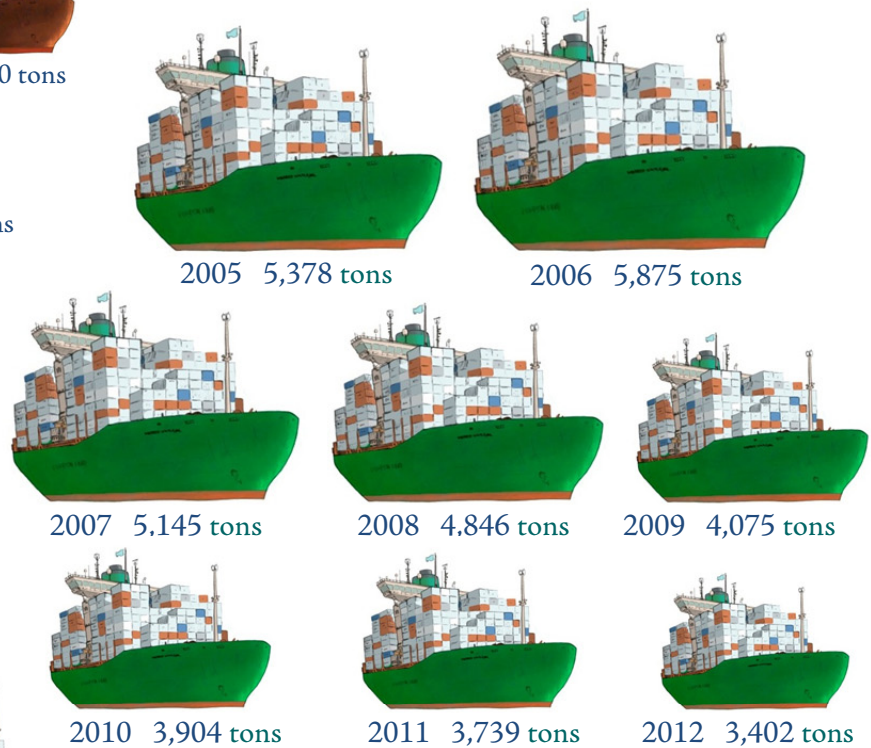 0 tons
ns
2005 5,378 tons
2006 5,875 tons
2007 5,145 tons
2008 4,846 tons
2009 4,075 tons
2010 3,904 tons
2011 3,739 tons
2012 3,402 tons